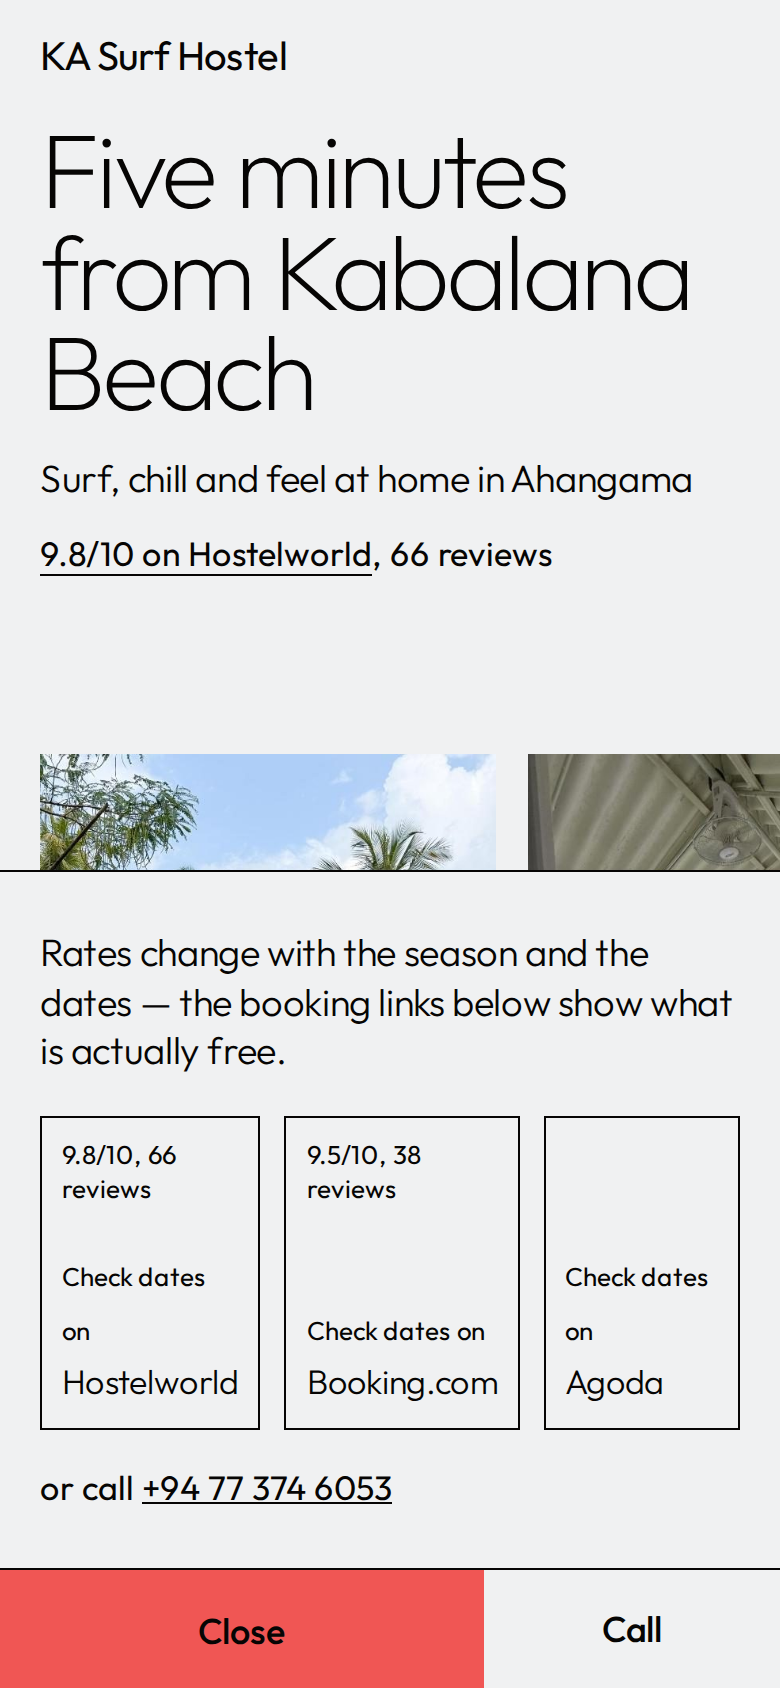 KA Surf Hostel
Five minutes
from Kabalana
Beach
Surf, chill and feel at home in Ahangama
9.8/10 on Hostelworld, 66 reviews
Rates change with the season and the
dates — the booking links below show what
is actually free.
9.8/10, 66
reviews
Check dates
on
Hostelworld
9.5/10, 38
reviews
Check dates on
Booking.com
Check dates
on
Agoda
or call +94 77 374 6053
Close
Call